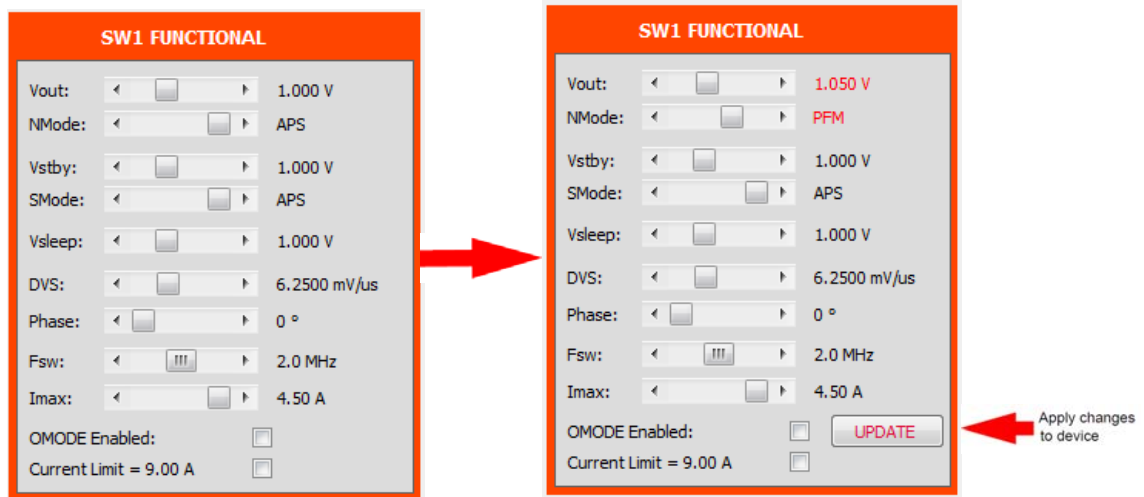 SW1 FUNCTIONAL
Vout: 1.000 V
NMode: APS
Vstby: 1.000 V
SMode: APS
Vsleep: 1.000 V
DVS: 6.2500 mV/us
Phase: 0 °
Fsw: 2.0 MHz
Imax: 4.50 A
OMODE Enabled:
Current Limit = 9.00 A
SW1 FUNCTIONAL
Vout: 1.050 V
NMode: PFM
Vstby: 1.000 V
SMode: APS
Vsleep: 1.000 V
DVS: 6.2500 mV/us
Phase: 0 °
Fsw: 2.0 MHz
Imax: 4.50 A
OMODE Enabled: UPDATE
Current Limit = 9.00 A
Apply changes
to device